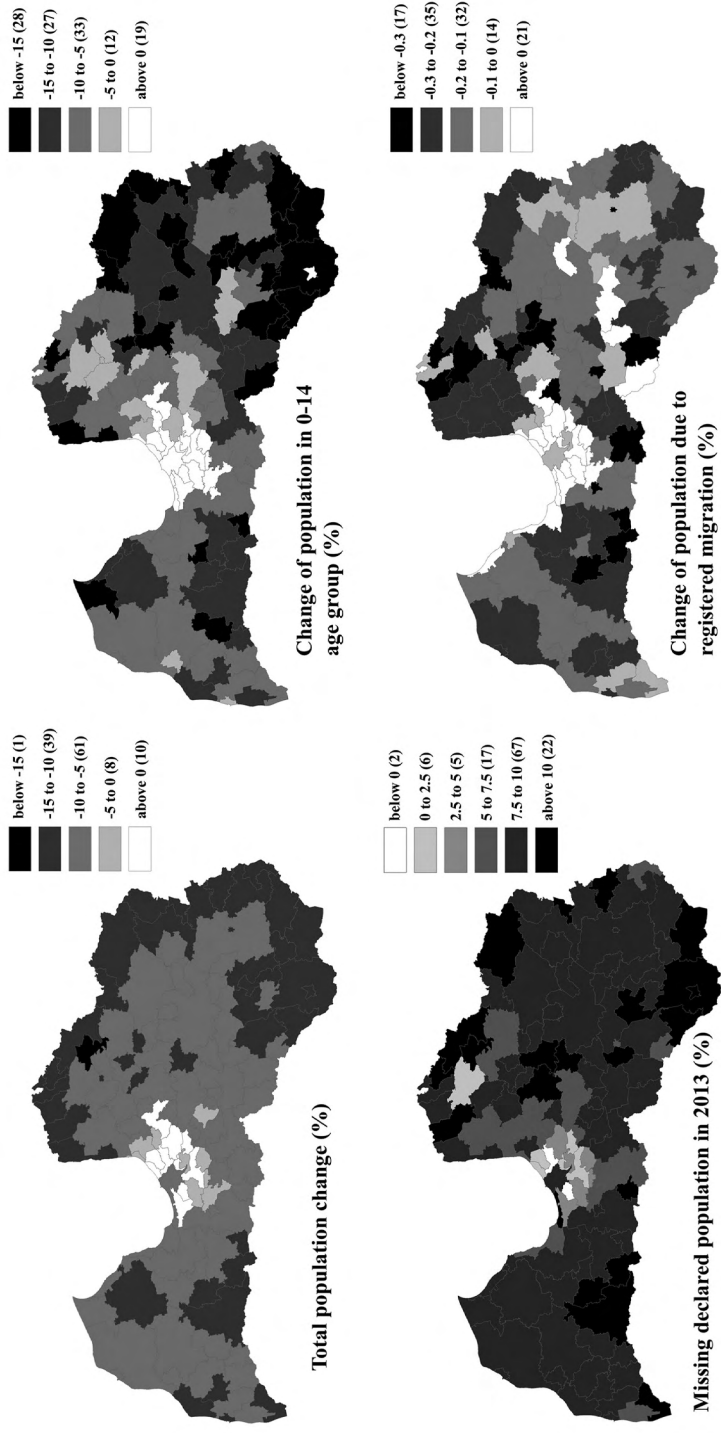 Total population change (%)
below -15 (1)
-15 to -10 (39)
-10 to -5 (61)
-5 to 0 (8)
above 0 (10)
Change of population in 0-14
age group (%)
below -15 (28)
-15 to -10 (27)
-10 to -5 (33)
-5 to 0 (12)
above 0 (19)
Missing declared population in 2013 (%)
below 0 (2)
0 to 2.5 (6)
2.5 to 5 (5)
5 to 7.5 (17)
7.5 to 10 (67)
above 10 (22)
Change of population due to
registered migration (%)
below -0.3 (17)
-0.3 to -0.2 (35)
-0.2 to -0.1 (32)
-0.1 to 0 (14)
above 0 (21)